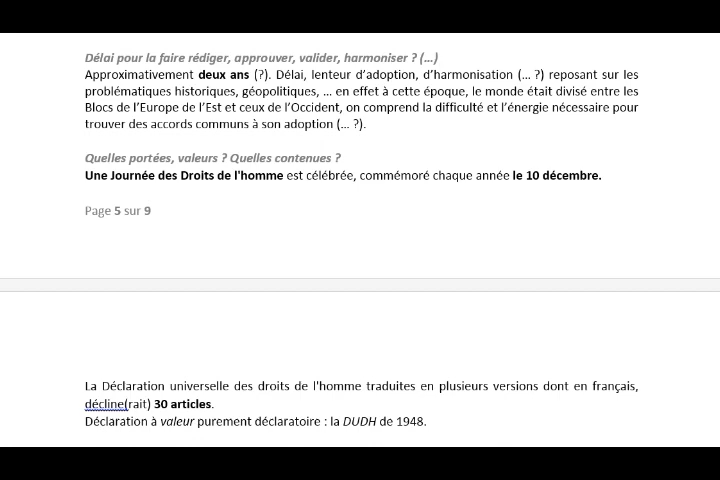 Délai pour la faire rédiger, approuver, valider, harmoniser ? (…)
Approximativement deux ans (?). Délai, lenteur d’adoption, d’harmonisation (… ?) reposant sur les
problématiques historiques, géopolitiques, … en effet à cette époque, le monde était divisé entre les
Blocs de l’Europe de l’Est et ceux de l’Occident, on comprend la difficulté et l’énergie nécessaire pour
trouver des accords communs à son adoption (… ?).
Quelles portées, valeurs ? Quelles contenues ?
Une Journée des Droits de l'homme est célébrée, commémoré chaque année le 10 décembre.
Page 5 sur 9
La Déclaration universelle des droits de l'homme traduites en plusieurs versions dont en français,
décline(rait) 30 articles.
Déclaration à valeur purement déclaratoire : la DUDH de 1948.